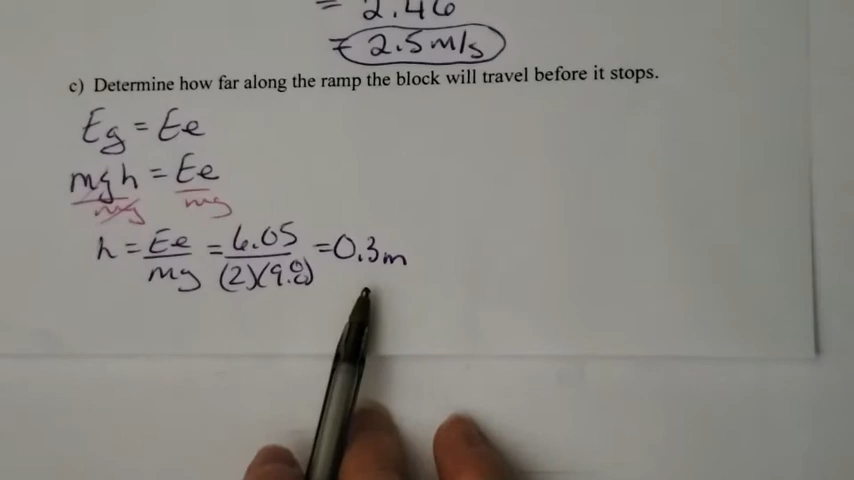 = 2.46
= 2.5 m/s
c) Determine how far along the ramp the block will travel before it stops.
Eg = Ee
mgh = Ee
mg mg
h = Ee/mg = 6.05/(2)(9.8) = 0.3m